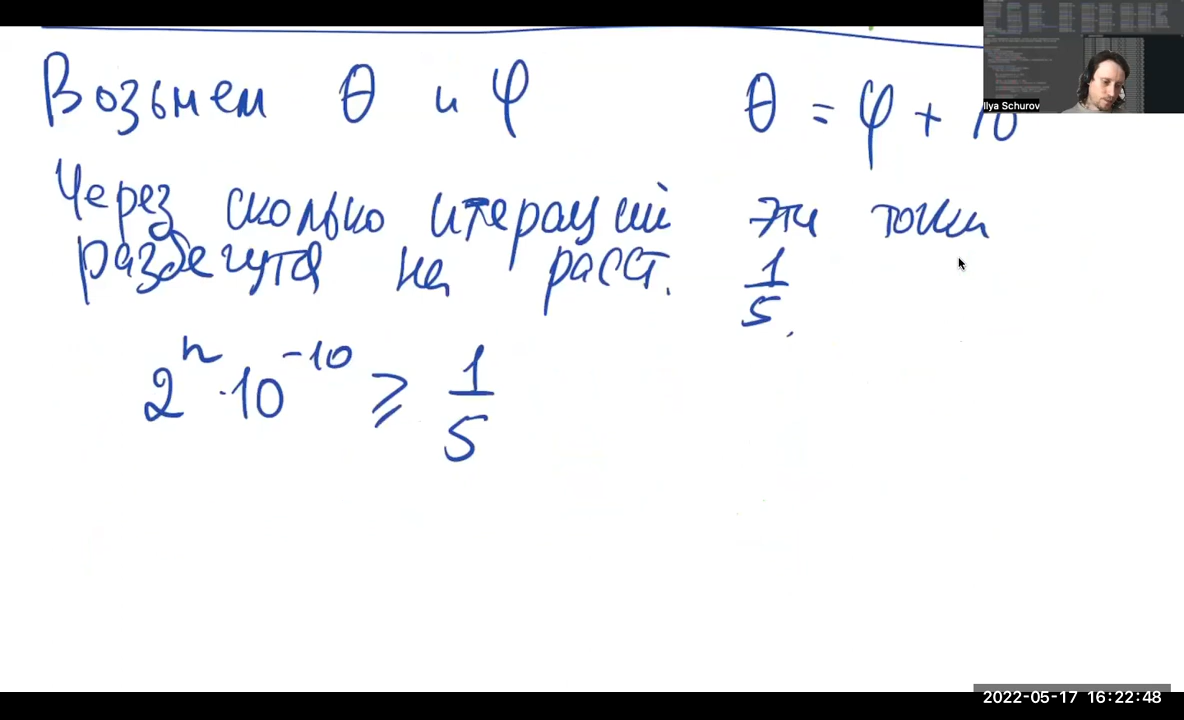 Возьмем θ и φ θ = φ + 10
Ilya Schurov
Через сколько итераций эти точки
разбегутся на расст. 1/5.
2^n · 10^-10 ⩾ 1/5
2022-05-17 16:22:48